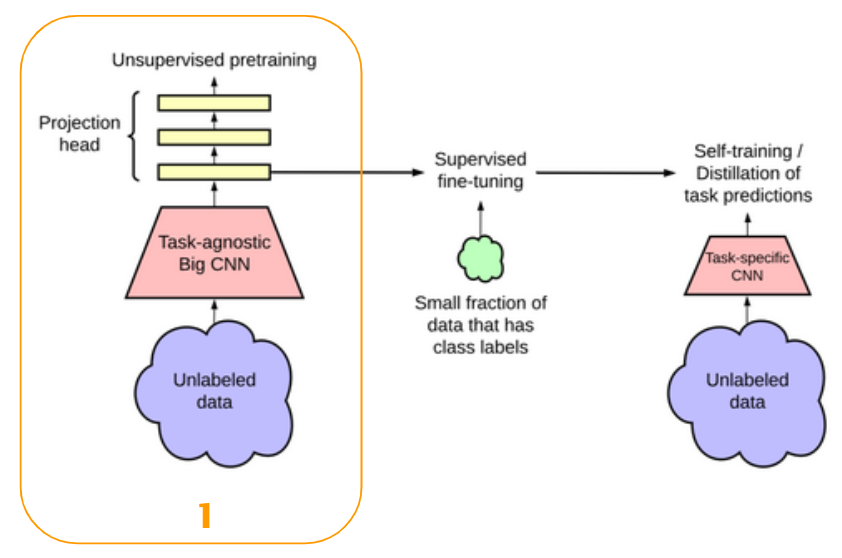 Unsupervised pretraining
Projection
head
Task-agnostic
Big CNN
Unlabeled
data
1
Supervised
fine-tuning
Small fraction of
data that has
class labels
Self-training /
Distillation of
task predictions
Task-specific
CNN
Unlabeled
data